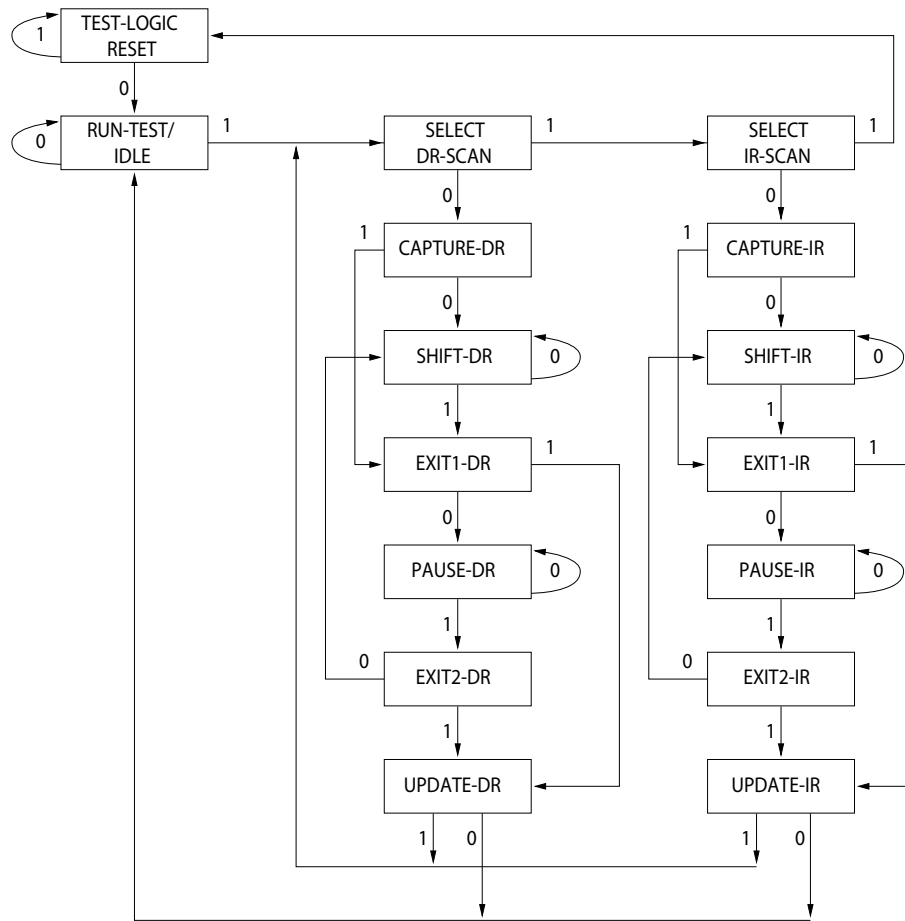 TEST-LOGIC
RESET
1
0
RUN-TEST/
IDLE
0
1
SELECT
DR-SCAN
1
SELECT
IR-SCAN
1
0
0
1
CAPTURE-DR
1
CAPTURE-IR
0
0
SHIFT-DR
0
SHIFT-IR
0
1
1
EXIT1-DR
1
EXIT1-IR
1
0
0
PAUSE-DR
0
PAUSE-IR
0
1
1
0
EXIT2-DR
0
EXIT2-IR
1
1
UPDATE-DR
UPDATE-IR
1
0
1
0